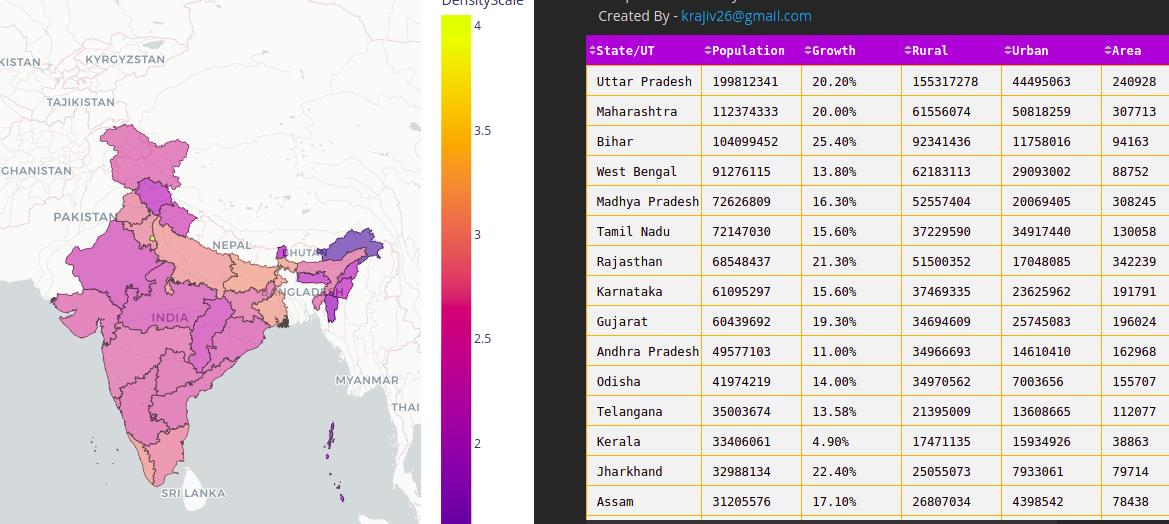 KISTAN
KYRGYZSTAN
TAJIKISTAN
GHANISTAN
PAKISTAN
NEPAL
BHUTAN
BANGLADESH
INDIA
MYANMAR
THAI
SRI LANKA
DensityScale
4
3.5
3
2.5
2
Created By - krajiv26@gmail.com
State/UT Population Growth Rural Urban Area
Uttar Pradesh 199812341 20.20% 155317278 44495063 240928
Maharashtra 112374333 20.00% 61556074 50818259 307713
Bihar 104099452 25.40% 92341436 11758016 94163
West Bengal 91276115 13.80% 62183113 29093002 88752
Madhya Pradesh 72626809 16.30% 52557404 20069405 308245
Tamil Nadu 72147030 15.60% 37229590 34917440 130058
Rajasthan 68548437 21.30% 51500352 17048085 342239
Karnataka 61095297 15.60% 37469335 23625962 191791
Gujarat 60439692 19.30% 34694609 25745083 196024
Andhra Pradesh 49577103 11.00% 34966693 14610410 162968
Odisha 41974219 14.00% 34970562 7003656 155707
Telangana 35003674 13.58% 21395009 13608665 112077
Kerala 33406061 4.90% 17471135 15934926 38863
Jharkhand 32988134 22.40% 25055073 7933061 79714
Assam 31205576 17.10% 26807034 4398542 78438